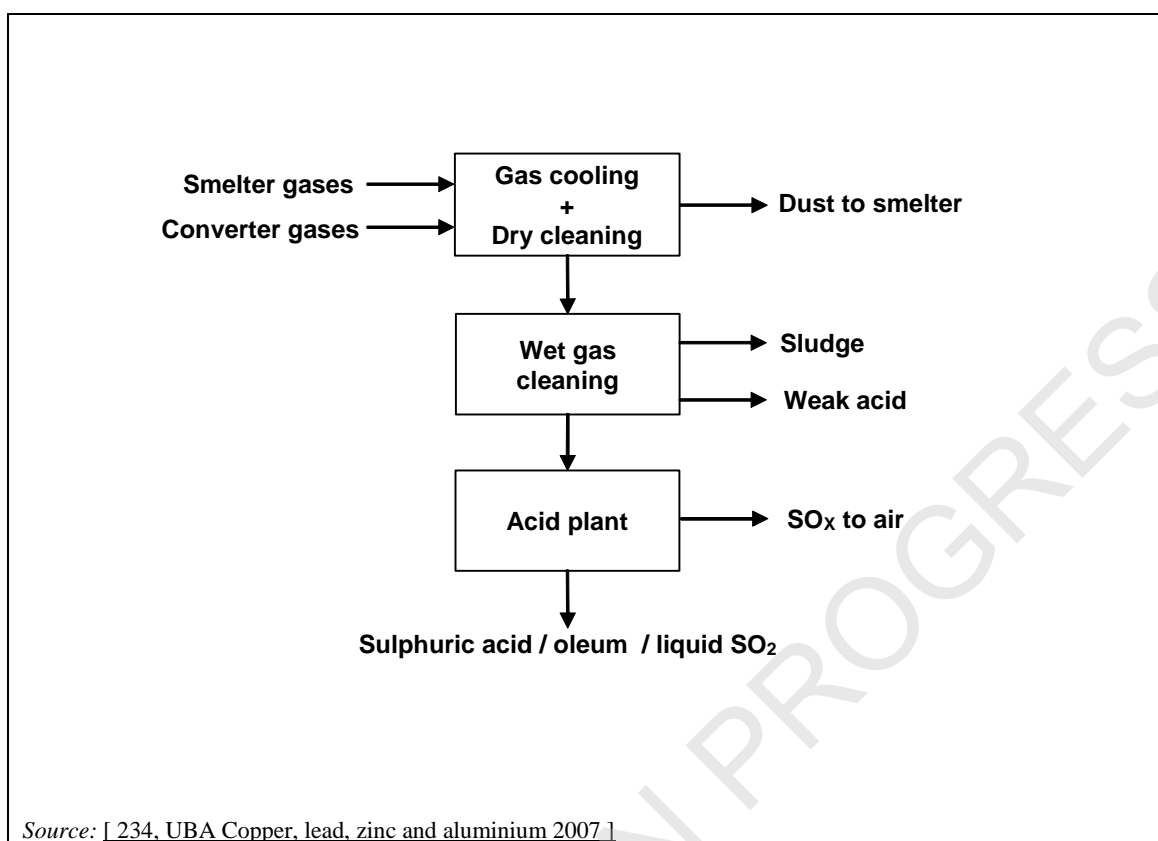 Smelter gases
Converter gases
Gas cooling
+
Dry cleaning
Dust to smelter
Wet gas
cleaning
Sludge
Weak acid
Acid plant
SOX to air
Sulphuric acid / oleum / liquid SO2
Source: [ 234, UBA Copper, lead, zinc and aluminium 2007 ]
N PROGRESS